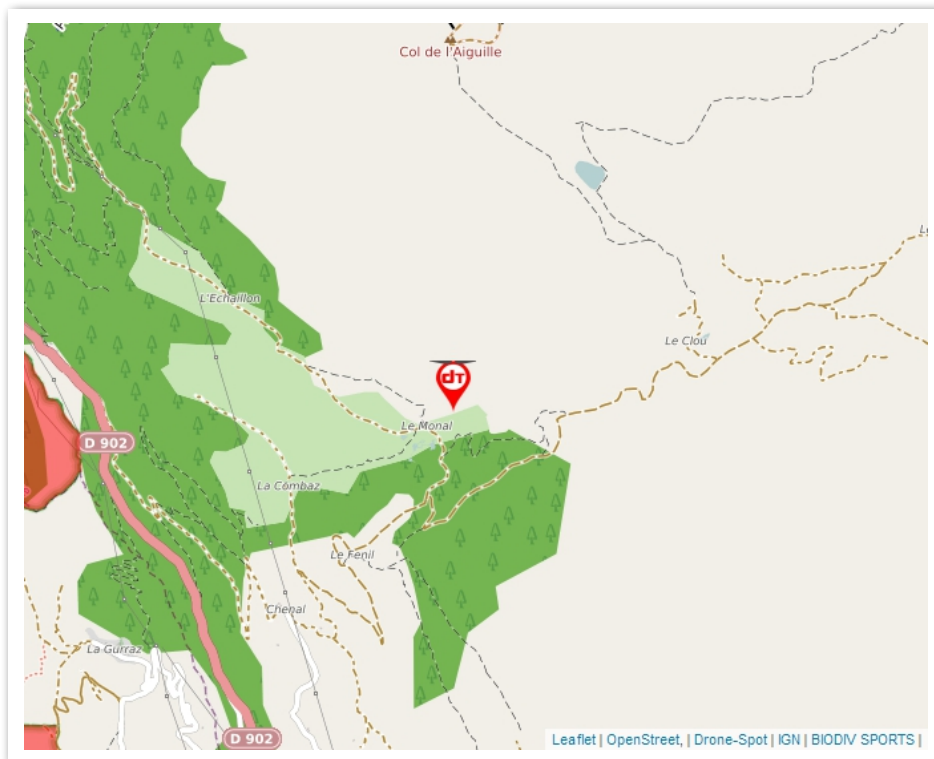 Col de l'Aiguille
L'Echaillon
Le Clou
dT
Le Monal
D 902
La Combaz
Le Fenil
Chenal
La Gurraz
D 902
Leaflet | OpenStreet, | Drone-Spot | IGN | BIODIV SPORTS |